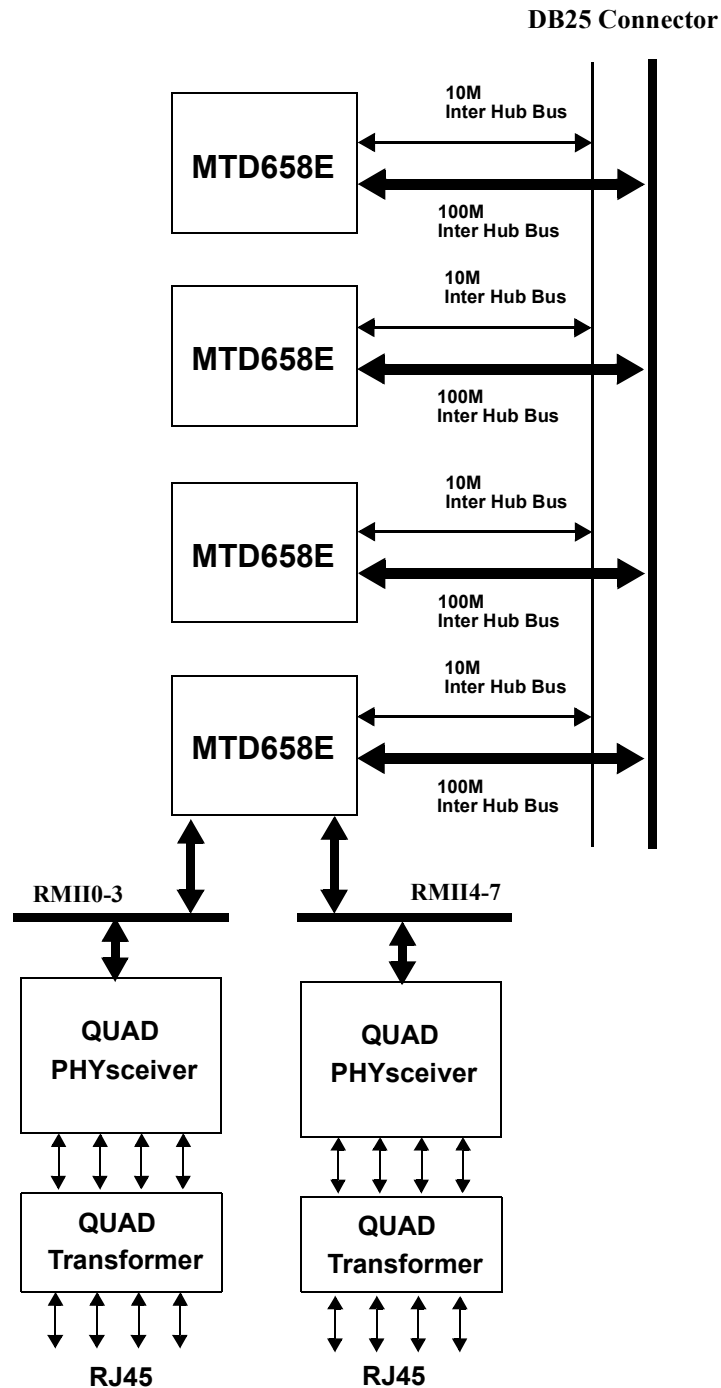 DB25 Connector
10M
Inter Hub Bus
MTD658E
100M
Inter Hub Bus
10M
Inter Hub Bus
MTD658E
100M
Inter Hub Bus
10M
Inter Hub Bus
MTD658E
100M
Inter Hub Bus
10M
Inter Hub Bus
MTD658E
100M
Inter Hub Bus
RMII0-3
RMII4-7
QUAD
PHYsceiver
QUAD
PHYsceiver
QUAD
Transformer
QUAD
Transformer
RJ45
RJ45